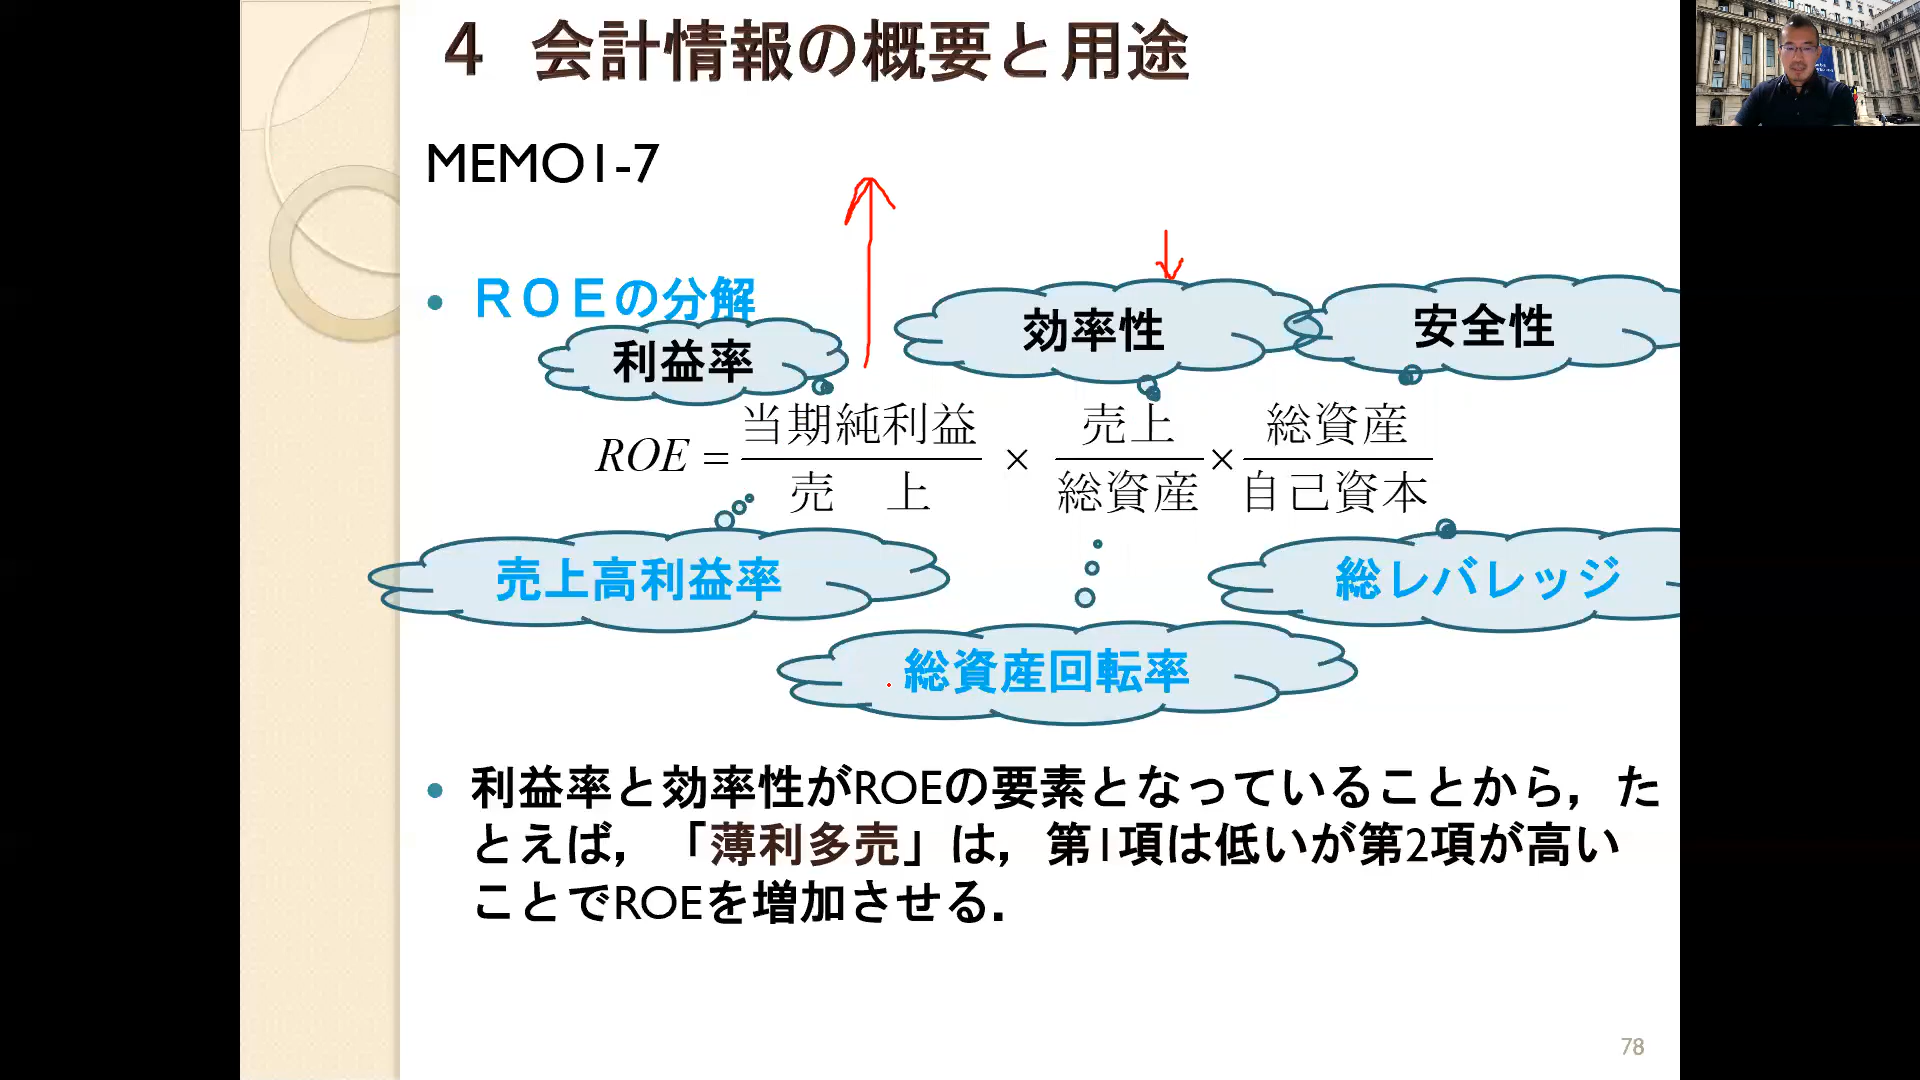 ４ 会計情報の概要と用途
MEMO1-7
ＲＯＥの分解
利益率
効率性
安全性
ROE = 当期純利益 / 売 上 × 売上 / 総資産 × 総資産 / 自己資本
売上高利益率
総レバレッジ
総資産回転率
利益率と効率性がROEの要素となっていることから，た
とえば，「薄利多売」は，第1項は低いが第2項が高い
ことでROEを増加させる．
78